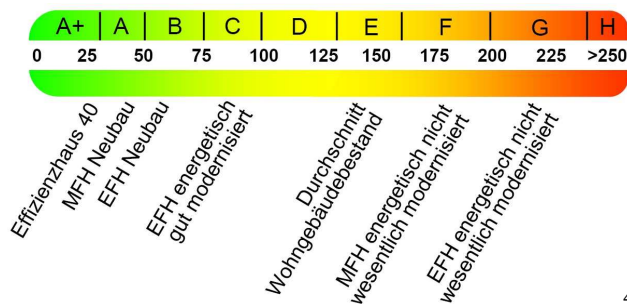 A+ A B C D E F G H
0 25 50 75 100 125 150 175 200 225 >250
Effizienzhaus 40
MFH Neubau
EFH Neubau
EFH energetisch
gut modernisiert
Durchschnitt
Wohngebäudebestand
MFH energetisch nicht
wesentlich modernisiert
EFH energetisch nicht
wesentlich modernisiert